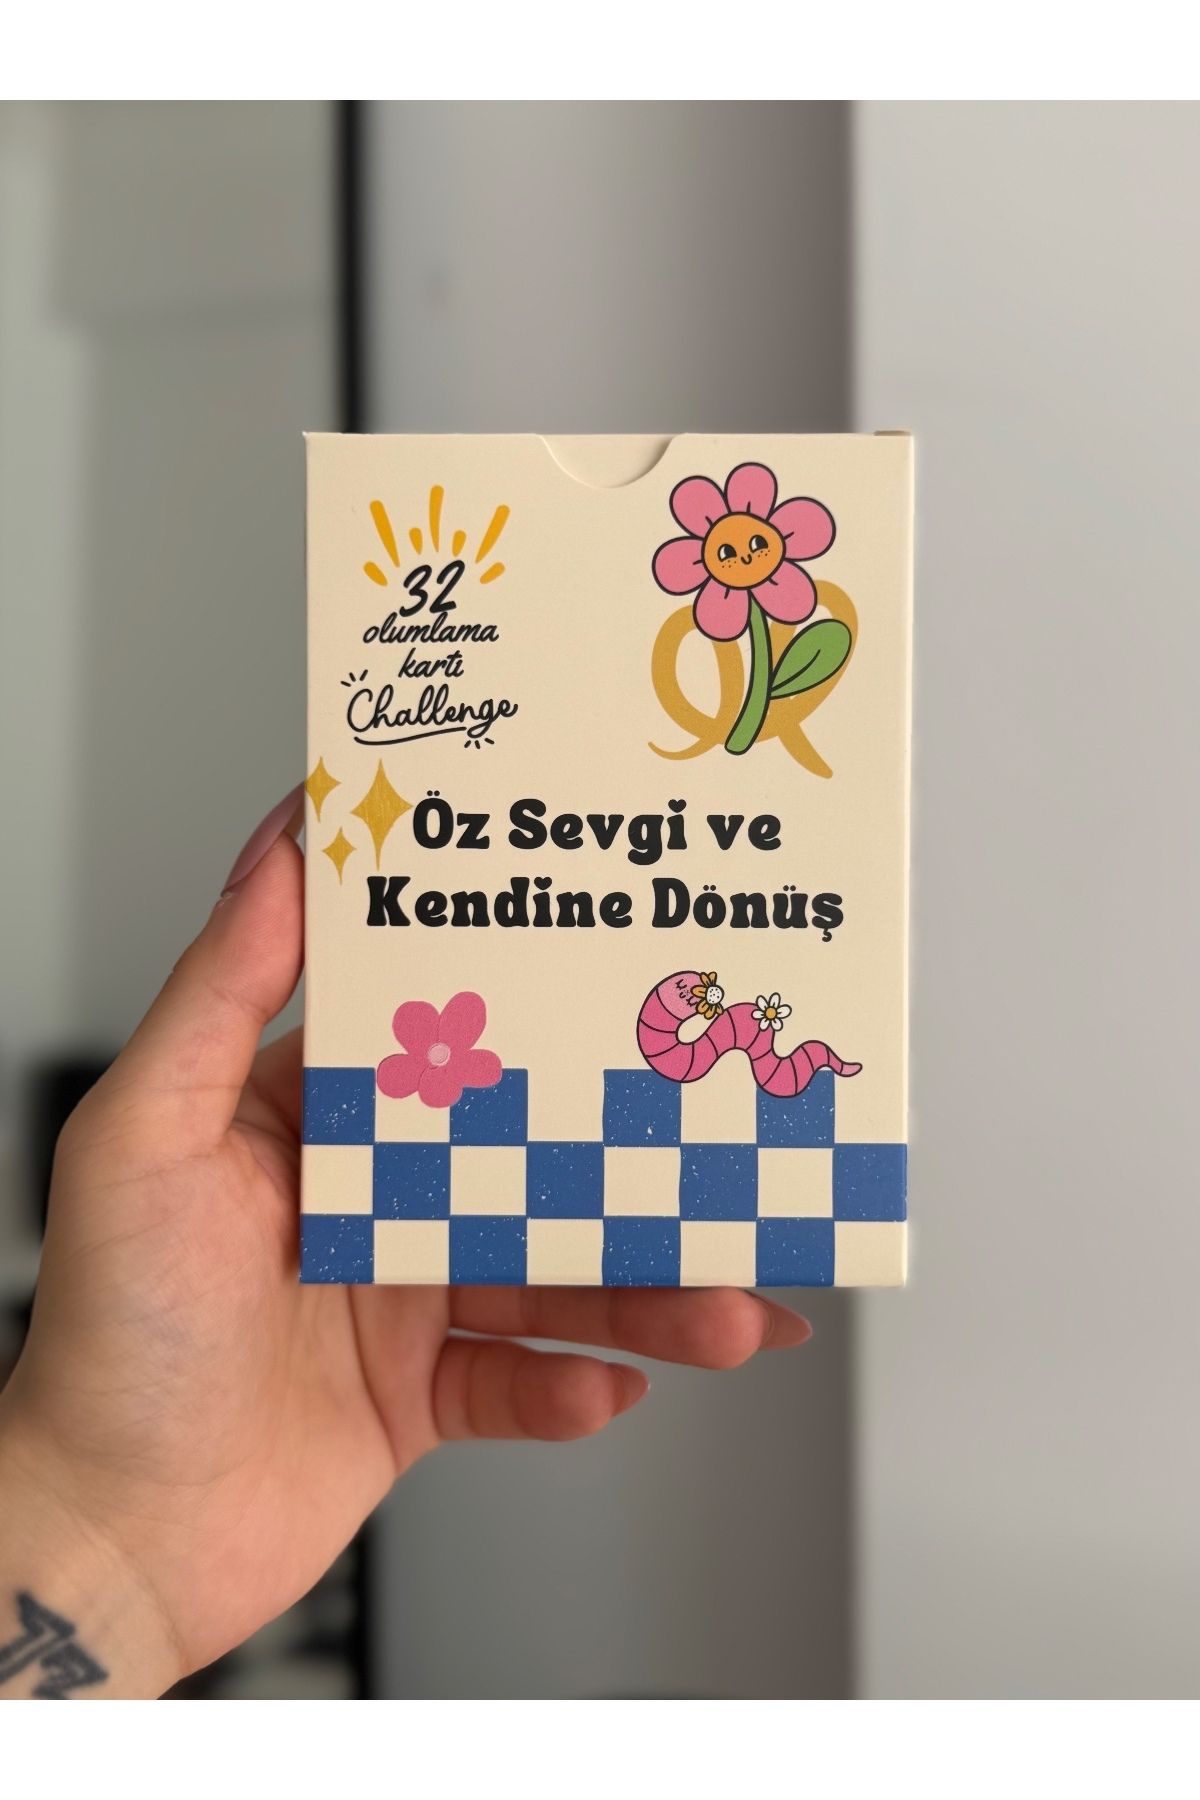 32
olumlama
kartı
Challenge
Öz Sevgi ve
Kendine Dönüş